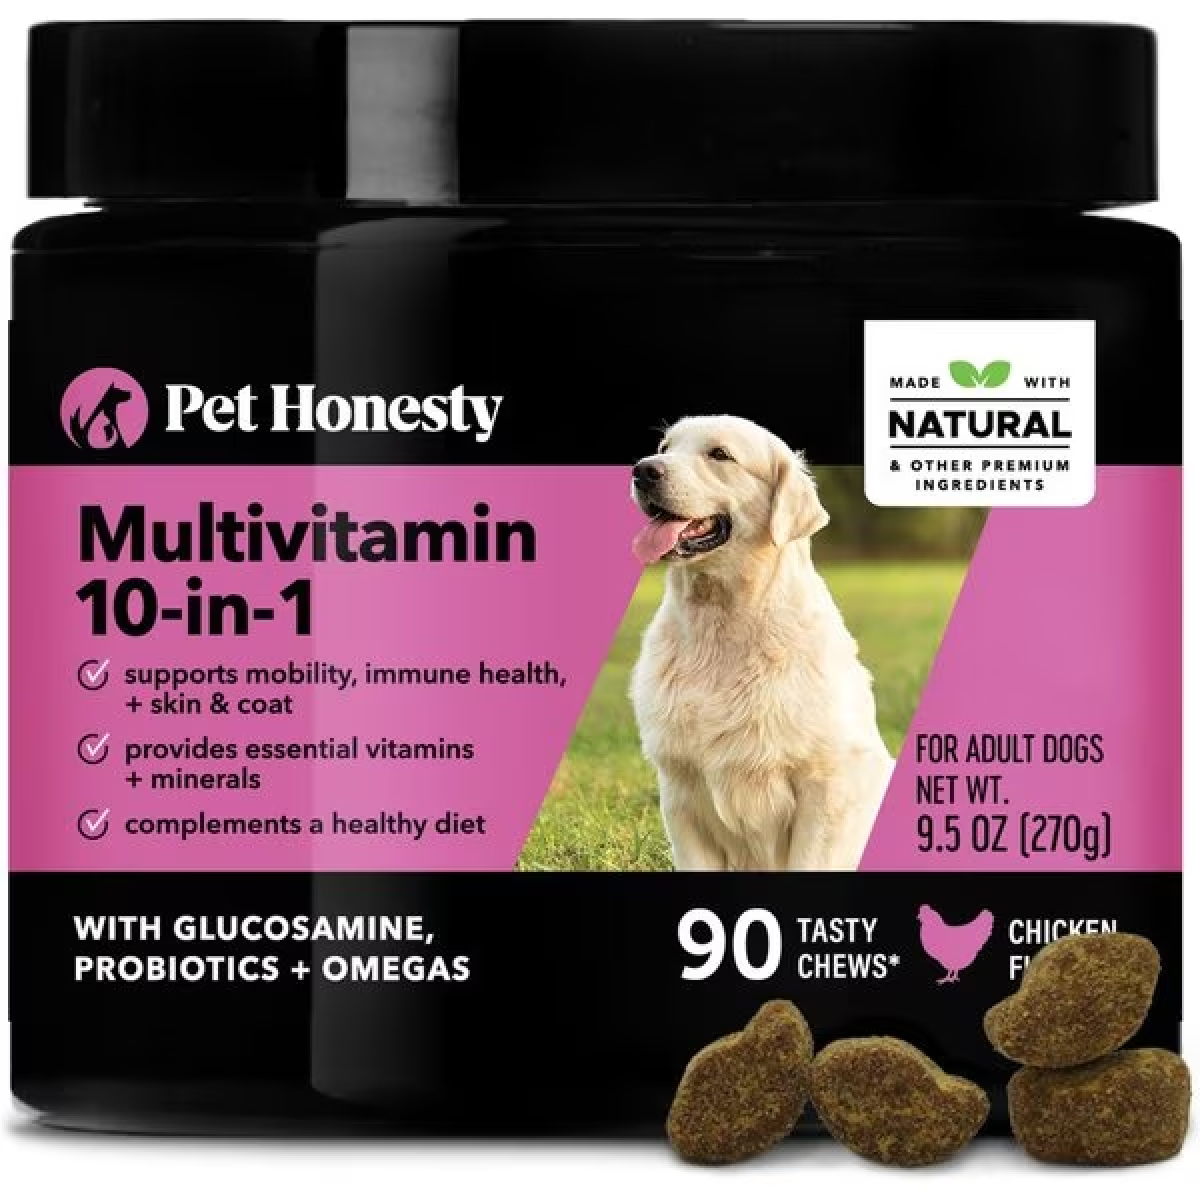 Pet Honesty
MADE WITH
NATURAL
& OTHER PREMIUM
INGREDIENTS
Multivitamin
10-in-1
supports mobility, immune health,
+ skin & coat
provides essential vitamins
+ minerals
complements a healthy diet
FOR ADULT DOGS
NET WT.
9.5 OZ (270g)
WITH GLUCOSAMINE,
PROBIOTICS + OMEGAS
90
TASTY
CHEWS*
CHICKEN